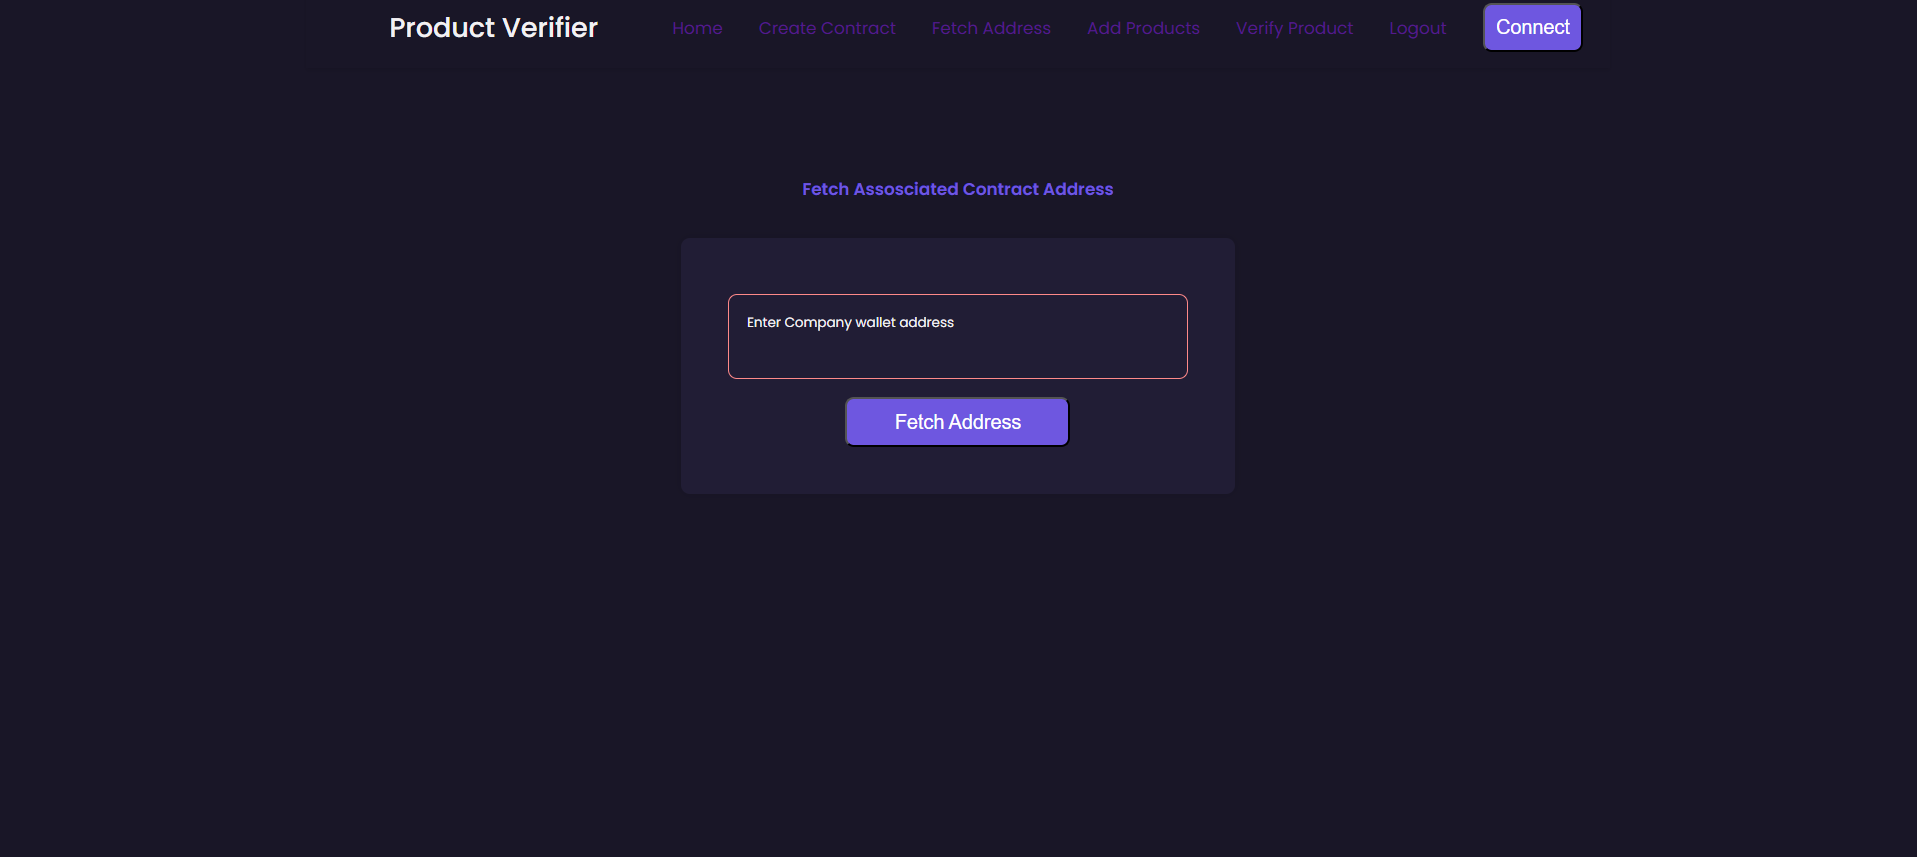 Product Verifier Home Create Contract Fetch Address Add Products Verify Product Logout Connect
Fetch Assosciated Contract Address
Enter Company wallet address
Fetch Address